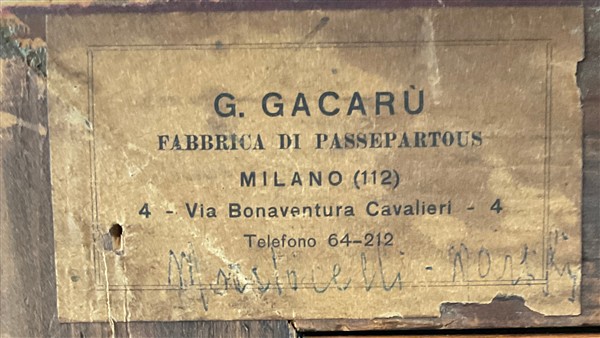 G. GACARÙ
FABBRICA DI PASSEPARTOUS
MILANO (112)
4 - Via Bonaventura Cavalieri - 4
Telefono 64-212